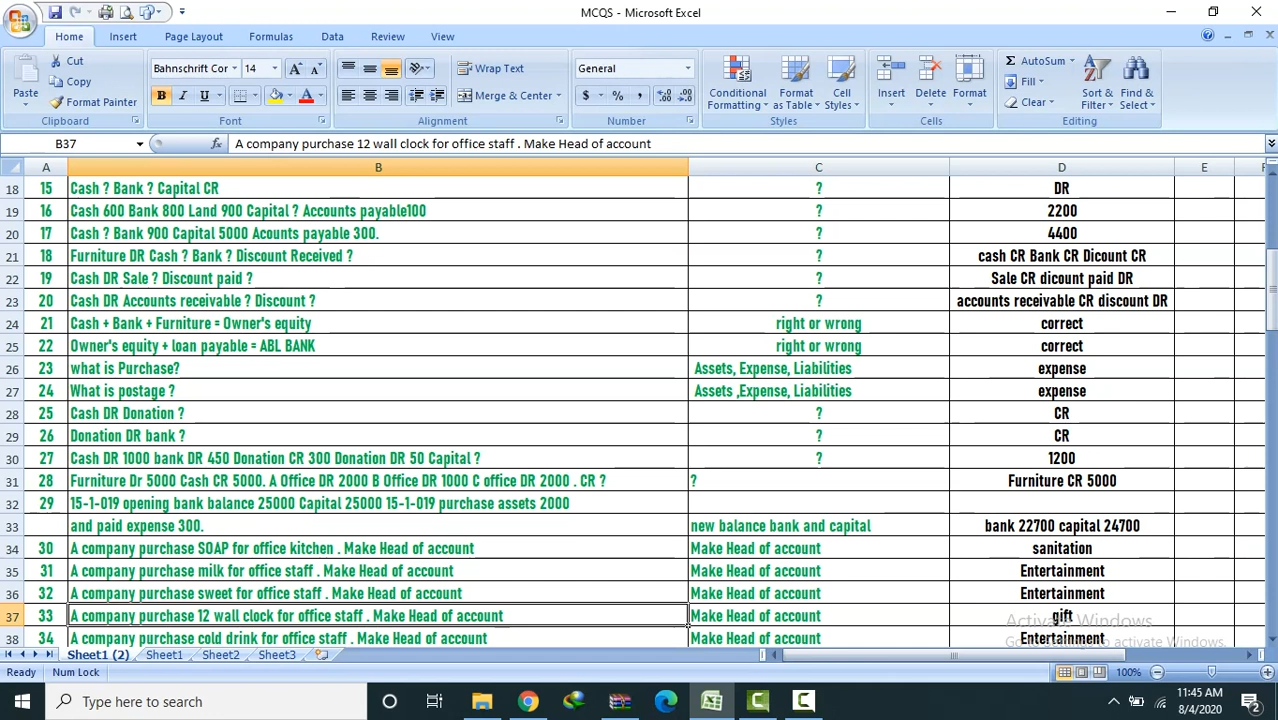 MCQS - Microsoft Excel
Home Insert Page Layout Formulas Data Review View
Paste Cut Copy Format Painter Clipboard
Bahnschrift Cor 14 B I U A A A Font
Wrap Text Merge & Center Alignment
General $ % , .0 .00 .00 .0 Number
Conditional Formatting Format as Table Cell Styles Styles
Insert Delete Format Cells
Σ AutoSum Fill Clear Sort & Filter Find & Select Editing
B37 fx A company purchase 12 wall clock for office staff . Make Head of account
A B C D E F
18 15 Cash ? Bank ? Capital CR ? DR
19 16 Cash 600 Bank 800 Land 900 Capital ? Accounts payable100 ? 2200
20 17 Cash ? Bank 900 Capital 5000 Acounts payable 300. ? 4400
21 18 Furniture DR Cash ? Bank ? Discount Received ? ? cash CR Bank CR Dicount CR
22 19 Cash DR Sale ? Discount paid ? ? Sale CR dicount paid DR
23 20 Cash DR Accounts receivable ? Discount ? ? accounts receivable CR discount DR
24 21 Cash + Bank + Furniture = Owner's equity right or wrong correct
25 22 Owner's equity + loan payable = ABL BANK right or wrong correct
26 23 what is Purchase? Assets, Expense, Liabilities expense
27 24 What is postage ? Assets ,Expense, Liabilities expense
28 25 Cash DR Donation ? ? CR
29 26 Donation DR bank ? ? CR
30 27 Cash DR 1000 bank DR 450 Donation CR 300 Donation DR 50 Capital ? ? 1200
31 28 Furniture Dr 5000 Cash CR 5000. A Office DR 2000 B Office DR 1000 C office DR 2000 . CR ? ? Furniture CR 5000
32 29 15-1-019 opening bank balance 25000 Capital 25000 15-1-019 purchase assets 2000
33 and paid expense 300. new balance bank and capital bank 22700 capital 24700
34 30 A company purchase SOAP for office kitchen . Make Head of account Make Head of account sanitation
35 31 A company purchase milk for office staff . Make Head of account Make Head of account Entertainment
36 32 A company purchase sweet for office staff . Make Head of account Make Head of account Entertainment
37 33 A company purchase 12 wall clock for office staff . Make Head of account Make Head of account gift
38 34 A company purchase cold drink for office staff . Make Head of account Make Head of account Entertainment
Activate Windows
Go to Settings to activate Windows.
Sheet1 (2) Sheet1 Sheet2 Sheet3
Ready Num Lock 100%
Type here to search
11:45 AM
8/4/2020
2